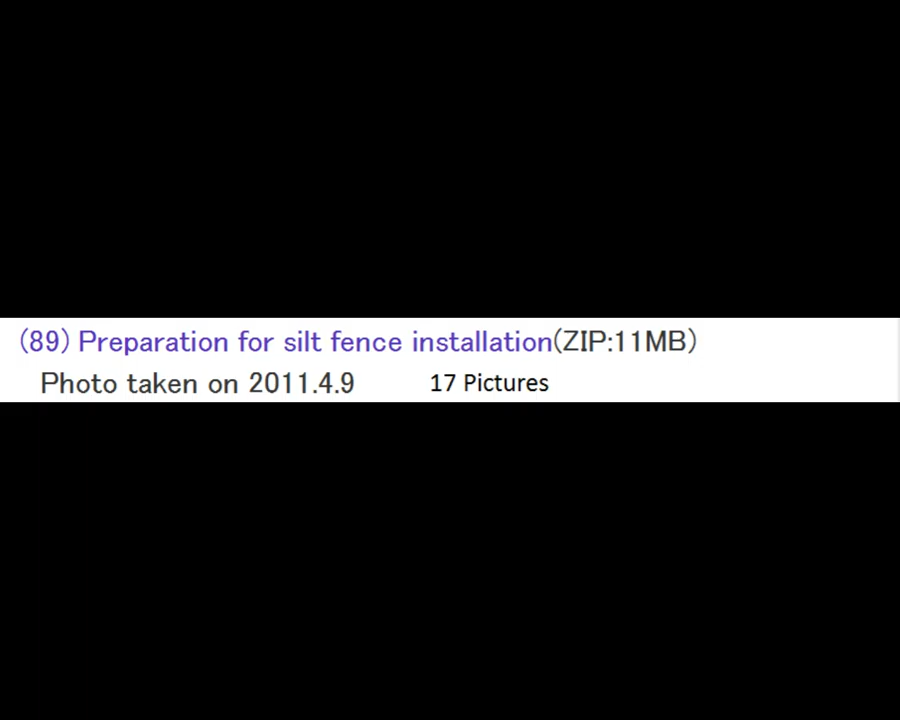 (89) Preparation for silt fence installation(ZIP:11MB)
Photo taken on 2011.4.9 17 Pictures